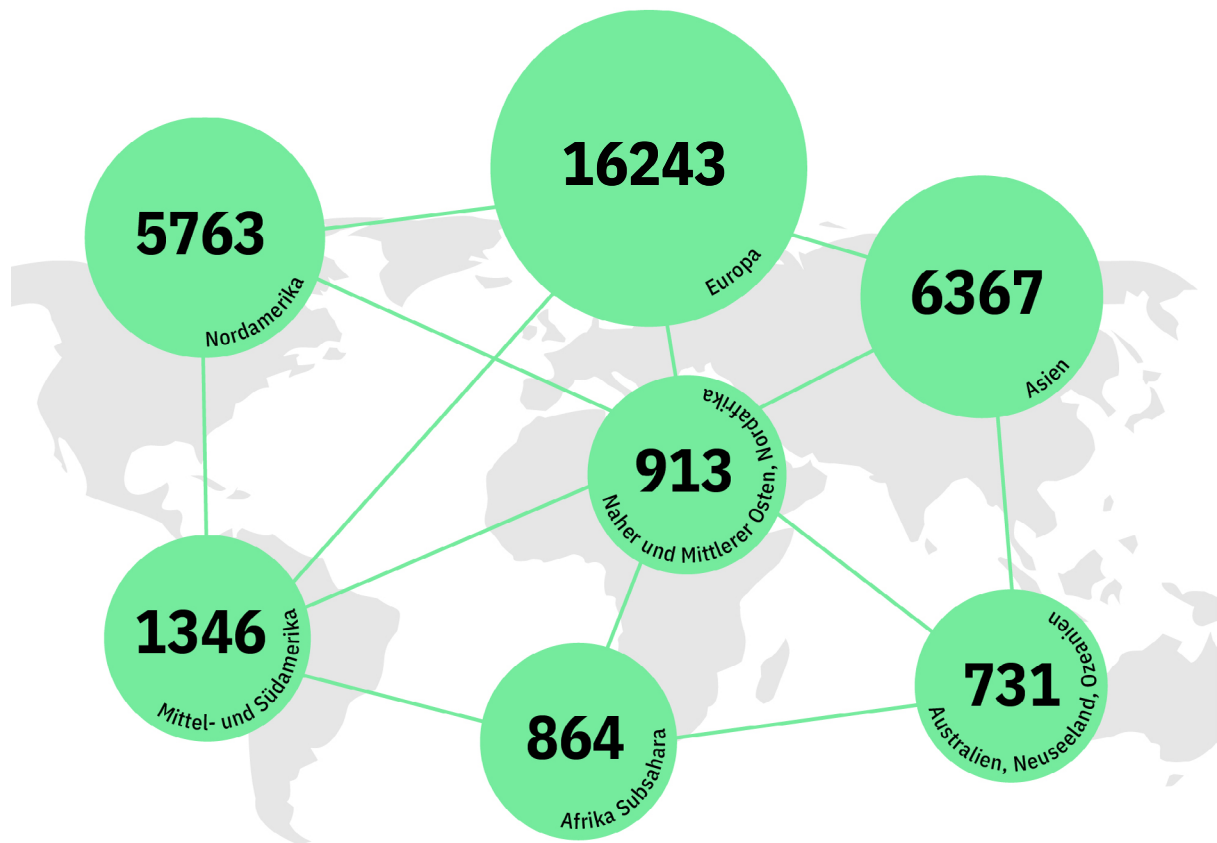 16243
Europa
5763
Nordamerika
6367
Asien
913
Naher und Mittlerer Osten, Nordafrika
1346
Mittel- und Südamerika
864
Afrika Subsahara
731
Australien, Neuseeland, Ozeanien